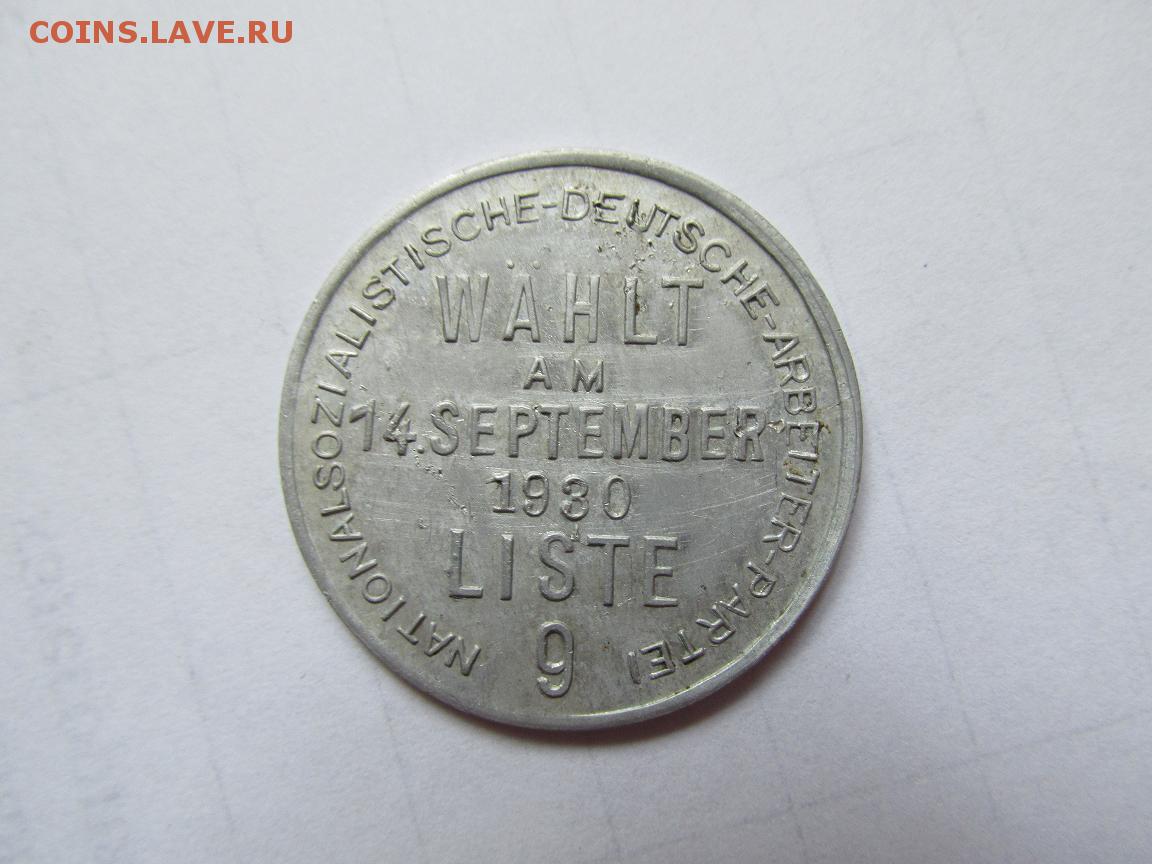 COINS.LAVE.RU
NATIONALSOZIALISTISCHE-DEUTSCHE-ARBEITER-PARTEI
WÄHLT
AM
14.SEPTEMBER
1930
LISTE
9